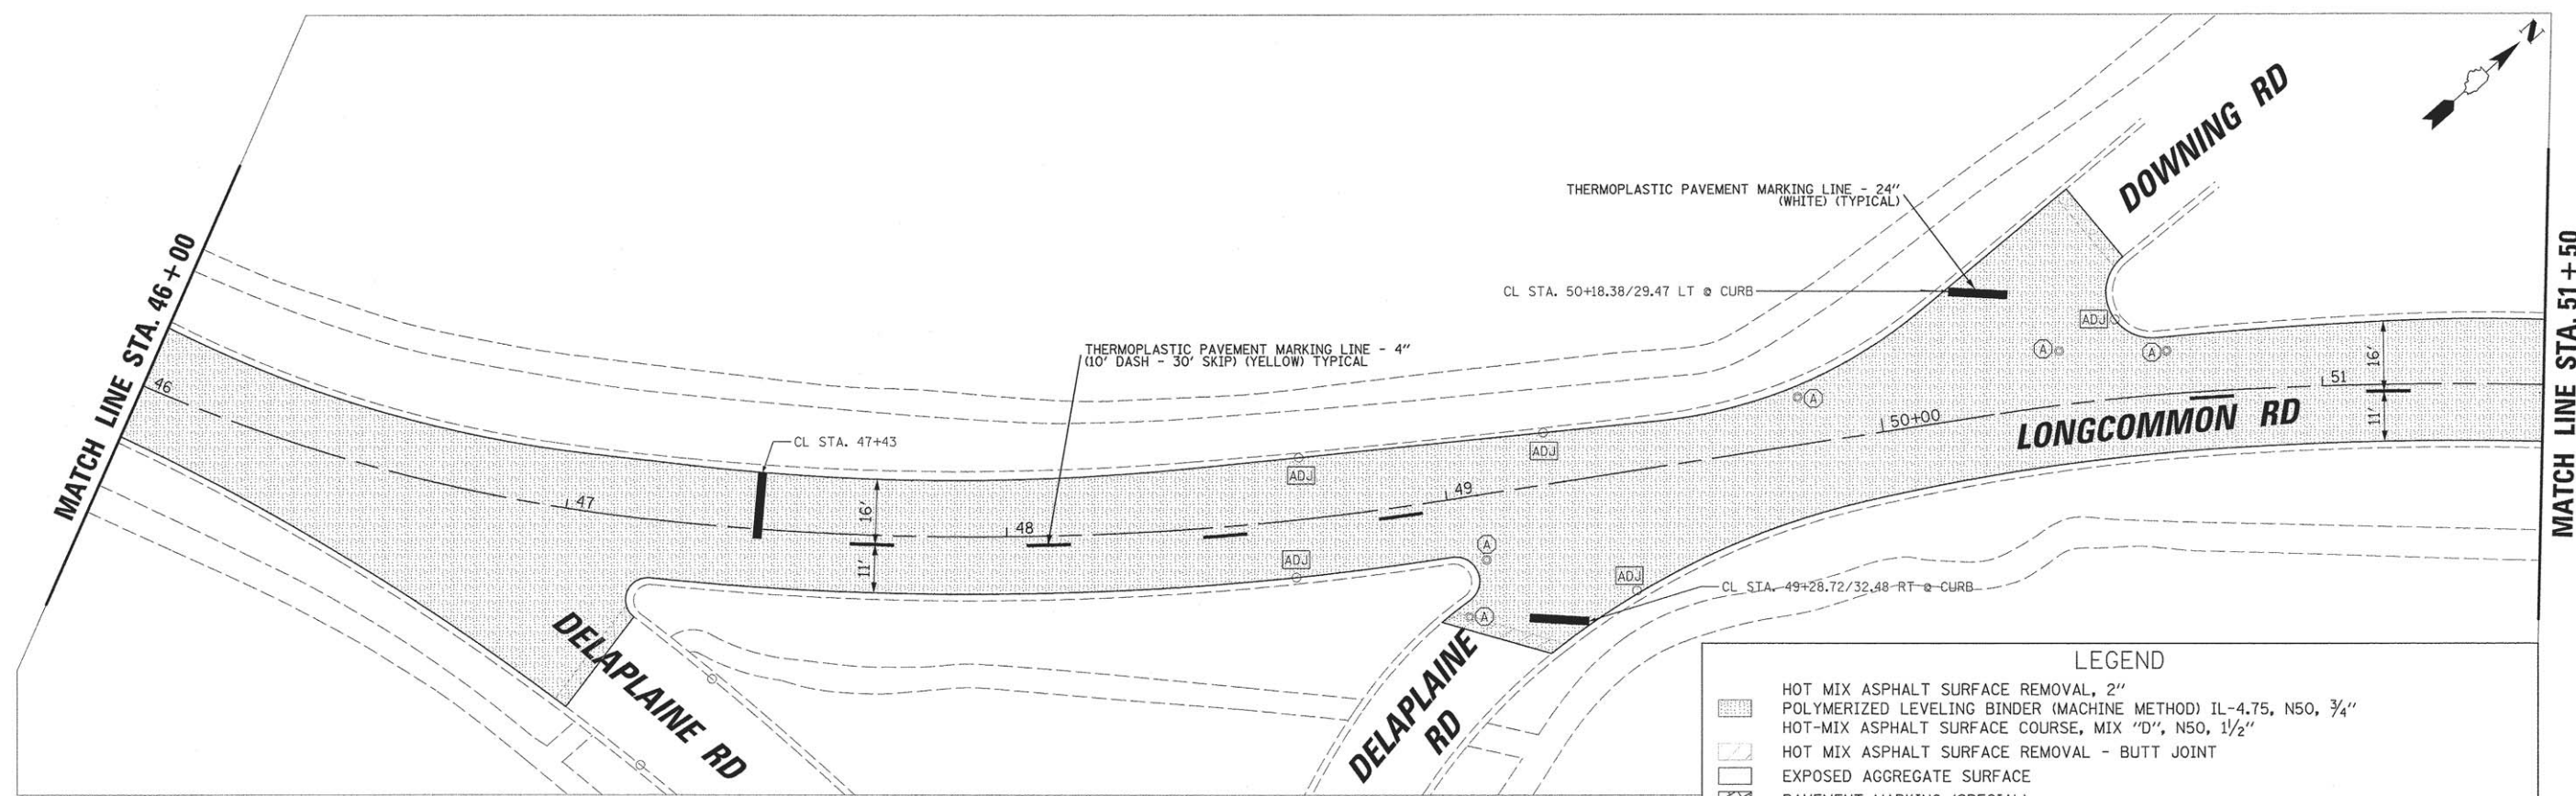 N
DOWNING RD
THERMOPLASTIC PAVEMENT MARKING LINE - 24"
(WHITE) (TYPICAL)
MATCH LINE STA. 46+00
CL STA. 50+18.38/29.47 LT @ CURB
MATCH LINE STA. 51+50
ADJ
THERMOPLASTIC PAVEMENT MARKING LINE - 4"
(10' DASH - 30' SKIP) (YELLOW) TYPICAL
A
A
16'
46
51
A
11'
50+00
LONGCOMMON RD
CL STA. 47+43
ADJ
ADJ
47
49
16'
48
A
ADJ
11'
ADJ
CL STA. 49+28.72/32.48 RT @ CURB
A
DELAPLAINE RD
DELAPLAINE
RD
LEGEND
HOT MIX ASPHALT SURFACE REMOVAL, 2"
POLYMERIZED LEVELING BINDER (MACHINE METHOD) IL-4.75, N50, 3/4"
HOT-MIX ASPHALT SURFACE COURSE, MIX "D", N50, 1 1/2"
HOT MIX ASPHALT SURFACE REMOVAL - BUTT JOINT
EXPOSED AGGREGATE SURFACE